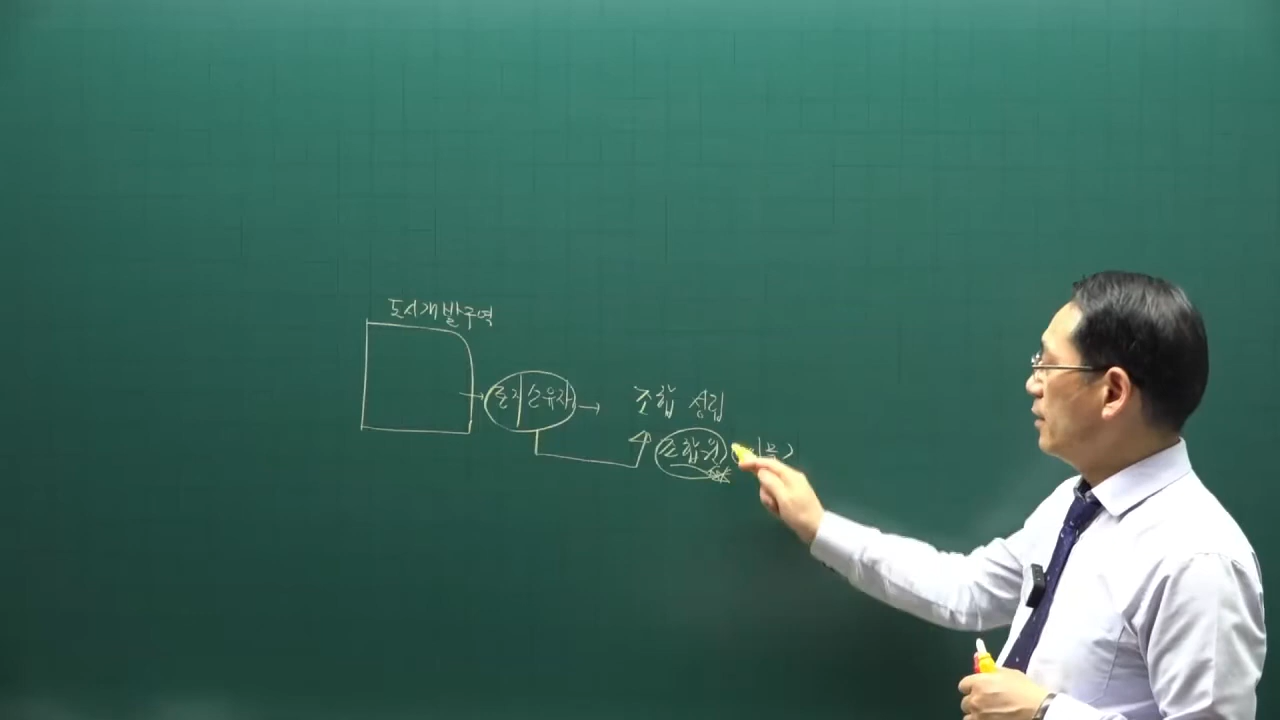 도시개발구역
토지 소유자
조합 설립
조합원